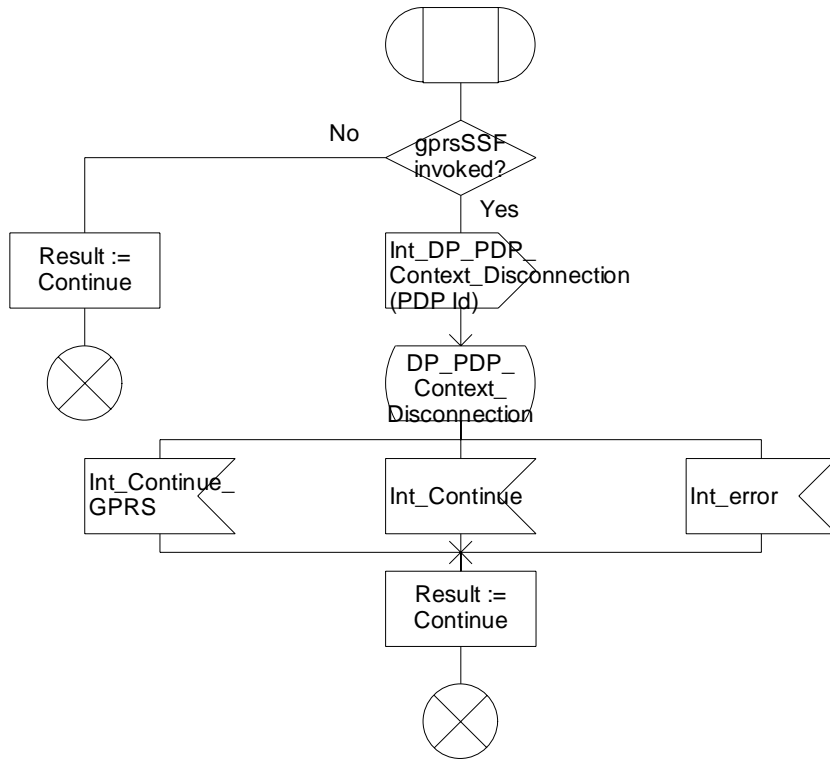 gprsSSF
invoked?
No
Yes
Result :=
Continue
Int_DP_PDP_
Context_Disconnection
(PDP Id)
DP_PDP_
Context_
Disconnection
Int_Continue_
GPRS
Int_Continue
Int_error
Result :=
Continue